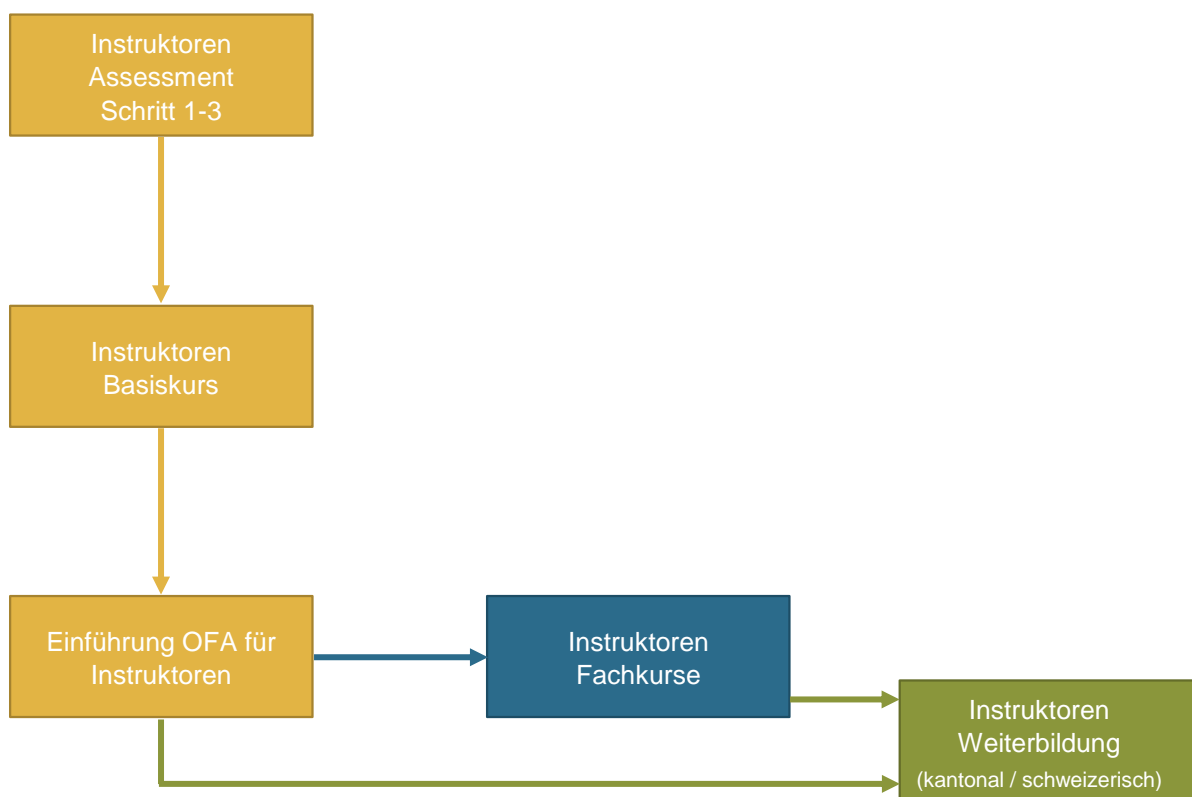 Instruktoren
Assessment
Schritt 1-3
Instruktoren
Basiskurs
Einführung OFA für
Instruktoren
Instruktoren
Fachkurse
Instruktoren
Weiterbildung
(kantonal / schweizerisch)